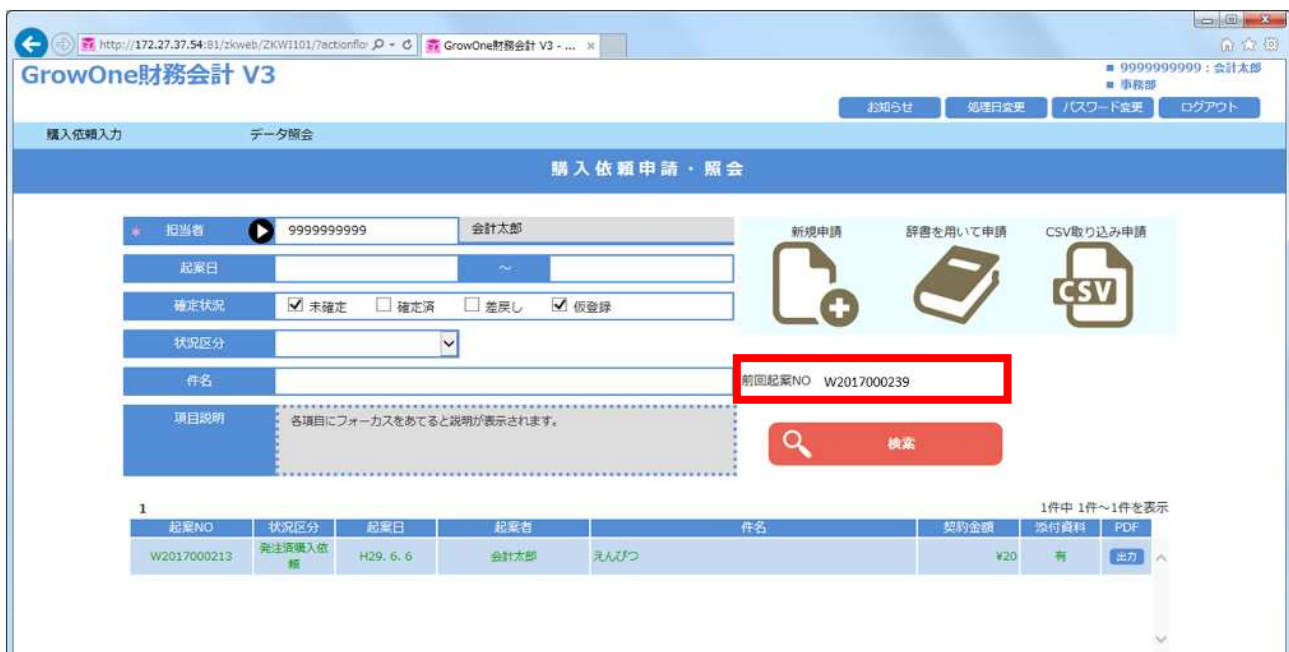 http://172.27.37.54:81/zkweb/ZKW1101/?actionflo
GrowOne財務会計 V3 - ...
GrowOne財務会計 V3
9999999999：会計太郎
事務部
お知らせ 処理日変更 パスワード変更 ログアウト
購入依頼入力 データ照会
購入依頼申請・照会
* 担当者 9999999999 会計太郎
起案日 ～
確定状況 未確定 確定済 差戻し 仮登録
状況区分
件名
項目説明 各項目にフォーカスをあてると説明が表示されます。
新規申請 辞書を用いて申請 CSV取り込み申請
CSV
前回起案NO W2017000239
検索
1 1件中 1件～1件を表示
起案NO 状況区分 起案日 起案者 件名 契約金額 添付資料 PDF
W2017000213 発注済購入依頼 H29. 6. 6 会計太郎 えんぴつ ¥20 有 出力